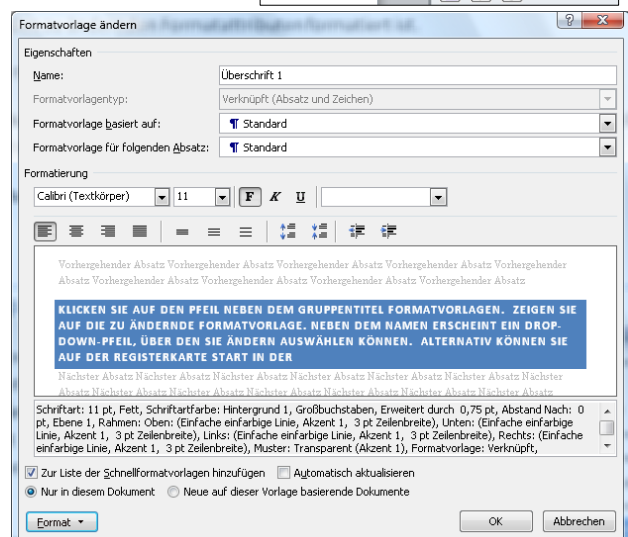 Formatvorlage ändern
Eigenschaften
Name: Überschrift 1
Formatvorlagentyp: Verknüpft (Absatz und Zeichen)
Formatvorlage basiert auf: ¶ Standard
Formatvorlage für folgenden Absatz: ¶ Standard
Formatierung
Calibri (Textkörper) 11 F K U
Vorhergehender Absatz Vorhergehender Absatz Vorhergehender Absatz Vorhergehender Absatz Vorhergehender
Absatz Vorhergehender Absatz Vorhergehender Absatz Vorhergehender Absatz Vorhergehender Absatz
KLICKEN SIE AUF DEN PFEIL NEBEN DEM GRUPPENTITEL FORMATVORLAGEN. ZEIGEN SIE
AUF DIE ZU ÄNDERNDE FORMATVORLAGE. NEBEN DEM NAMEN ERSCHEINT EIN DROP-
DOWN-PFEIL, ÜBER DEN SIE ÄNDERN AUSWÄHLEN KÖNNEN. ALTERNATIV KÖNNEN SIE
AUF DER REGISTERKARTE START IN DER
Nächster Absatz Nächster Absatz Nächster Absatz Nächster Absatz Nächster Absatz Nächster Absatz
Absatz Nächster Absatz Nächster Absatz Nächster Absatz Nächster Absatz Nächster Absatz
Schriftart: 11 pt, Fett, Schriftartfarbe: Hintergrund 1, Großbuchstaben, Erweitert durch 0,75 pt, Abstand Nach: 0
pt, Ebene 1, Rahmen: Oben: (Einfache einfarbige Linie, Akzent 1, 3 pt Zeilenbreite), Unten: (Einfache einfarbige
Linie, Akzent 1, 3 pt Zeilenbreite), Links: (Einfache einfarbige Linie, Akzent 1, 3 pt Zeilenbreite), Rechts: (Einfache
einfarbige Linie, Akzent 1, 3 pt Zeilenbreite), Muster: Transparent (Akzent 1), Formatvorlage: Verknüpft,
Zur Liste der Schnellformatvorlagen hinzufügen Automatisch aktualisieren
Nur in diesem Dokument Neue auf dieser Vorlage basierende Dokumente
Format OK Abbrechen